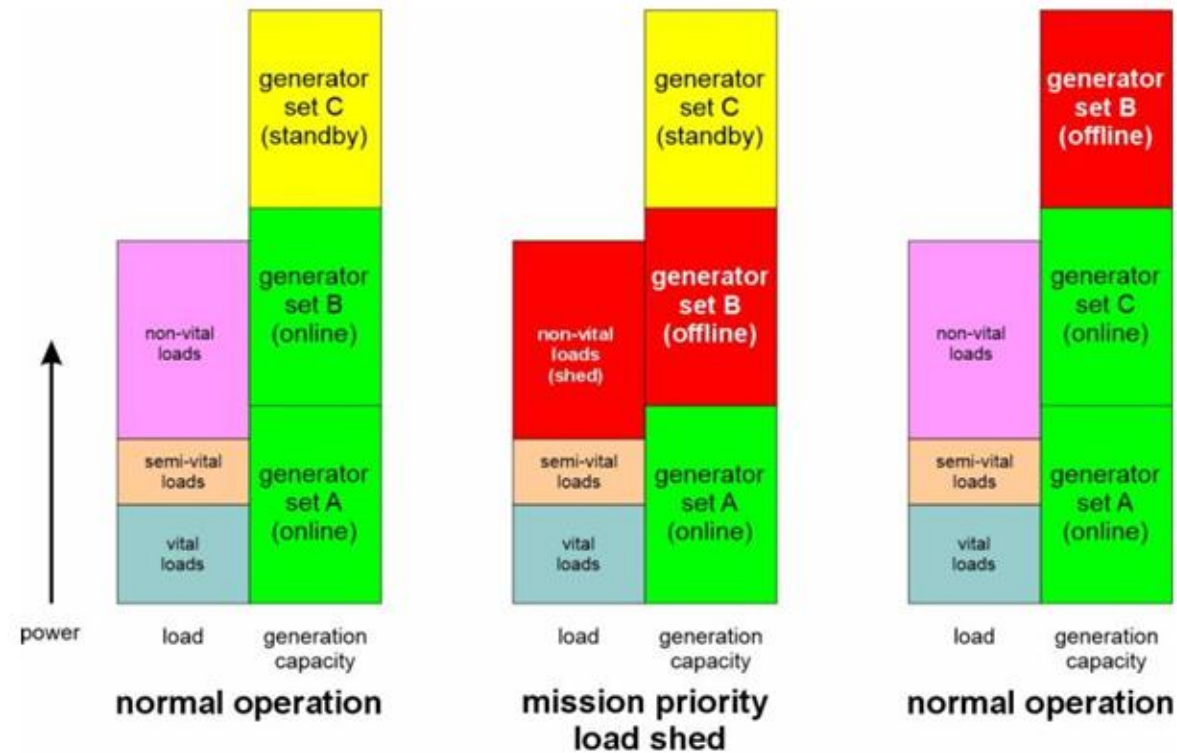 generator
set C
(standby)
generator
set B
(online)
non-vital
loads
semi-vital
loads
generator
set A
(online)
vital
loads
power
load
generation
capacity
normal operation
generator
set C
(standby)
generator
set B
(offline)
non-vital
loads
(shed)
semi-vital
loads
generator
set A
(online)
vital
loads
load
generation
capacity
mission priority
load shed
generator
set B
(offline)
generator
set C
(online)
non-vital
loads
semi-vital
loads
generator
set A
(online)
vital
loads
load
generation
capacity
normal operation